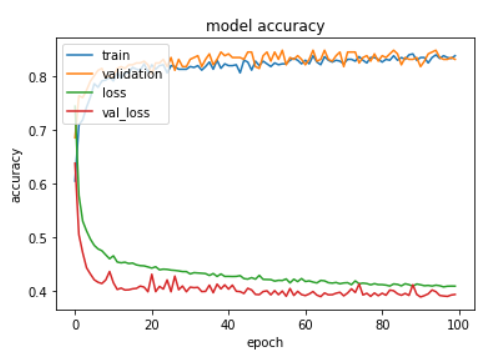 model accuracy
train
validation
loss
val_loss
0.8
0.7
0.6
0.5
0.4
accuracy
0 20 40 60 80 100
epoch